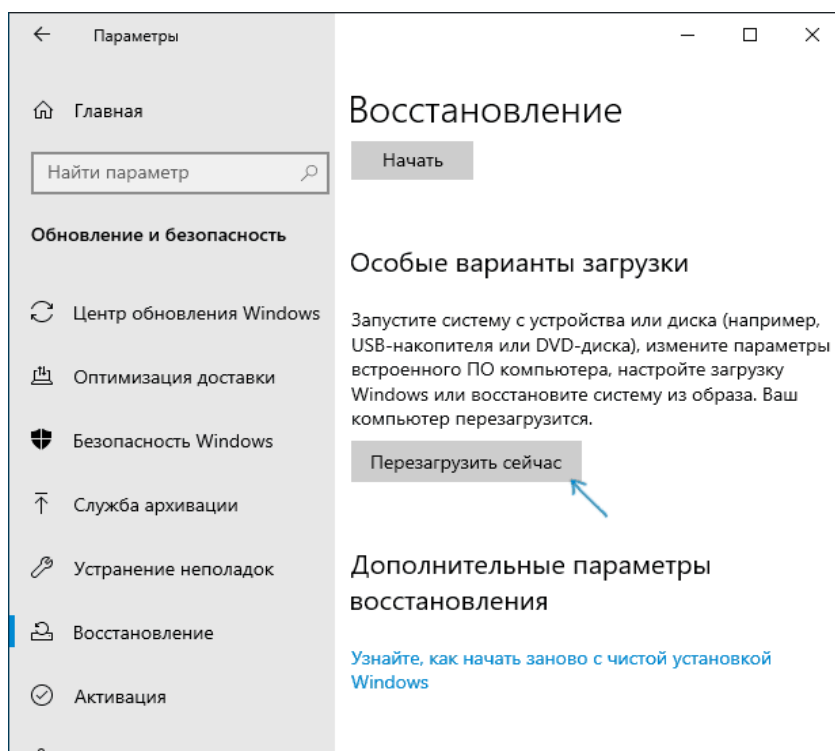 Параметры
Главная
Найти параметр
Обновление и безопасность
Центр обновления Windows
Оптимизация доставки
Безопасность Windows
Служба архивации
Устранение неполадок
Восстановление
Активация
Восстановление
Начать
Особые варианты загрузки
Запустите систему с устройства или диска (например,
USB-накопителя или DVD-диска), измените параметры
встроенного ПО компьютера, настройте загрузку
Windows или восстановите систему из образа. Ваш
компьютер перезагрузится.
Перезагрузить сейчас
Дополнительные параметры
восстановления
Узнайте, как начать заново с чистой установкой
Windows